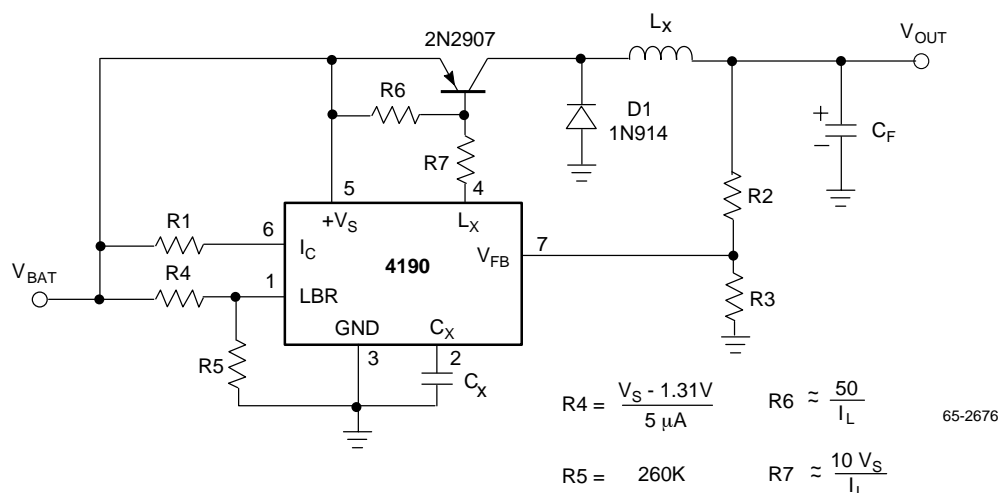 2N2907
L_X
V_OUT
R6
D1
1N914
+
−
C_F
R7
5
4
R2
+V_S
L_X
R1
6
I_C
V_FB
7
4190
V_BAT
R4
1
LBR
R3
GND
C_X
R5
3
2
C_X
R4 = (V_S - 1.31V) / 5 μA
R6 ≈ 50 / I_L
65-2676
R5 = 260K
R7 ≈ 10 V_S / I_L